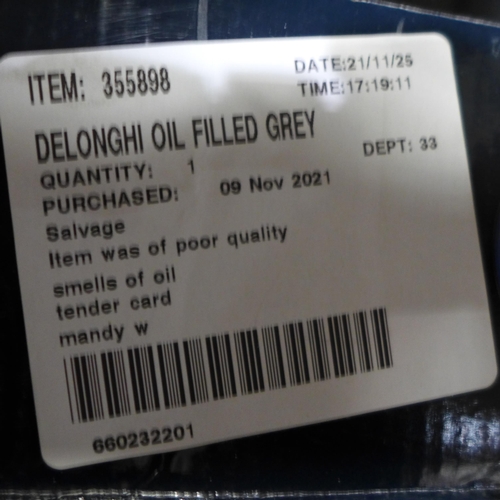 ITEM: 355898
DATE:21/11/25
TIME:17:19:11
DELONGHI OIL FILLED GREY
QUANTITY: 1
DEPT: 33
PURCHASED: 09 Nov 2021
Salvage
Item was of poor quality
smells of oil
tender card
mandy w
660232201